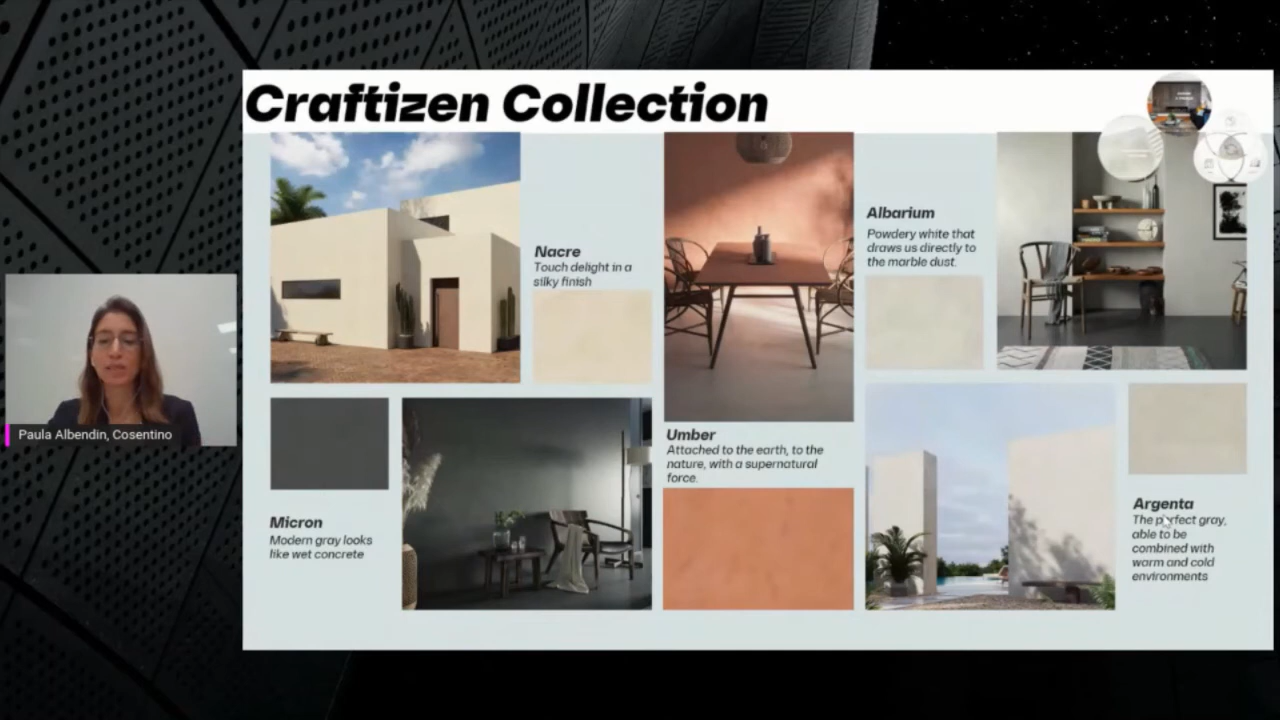 Craftizen Collection
Nacre
Touch delight in a
silky finish
Albarium
Powdery white that
draws us directly to
the marble dust.
Umber
Attached to the earth, to the
nature, with a supernatural
force.
Micron
Modern gray looks
like wet concrete
Argenta
The perfect gray,
able to be
combined with
warm and cold
environments
Paula Albendin, Cosentino